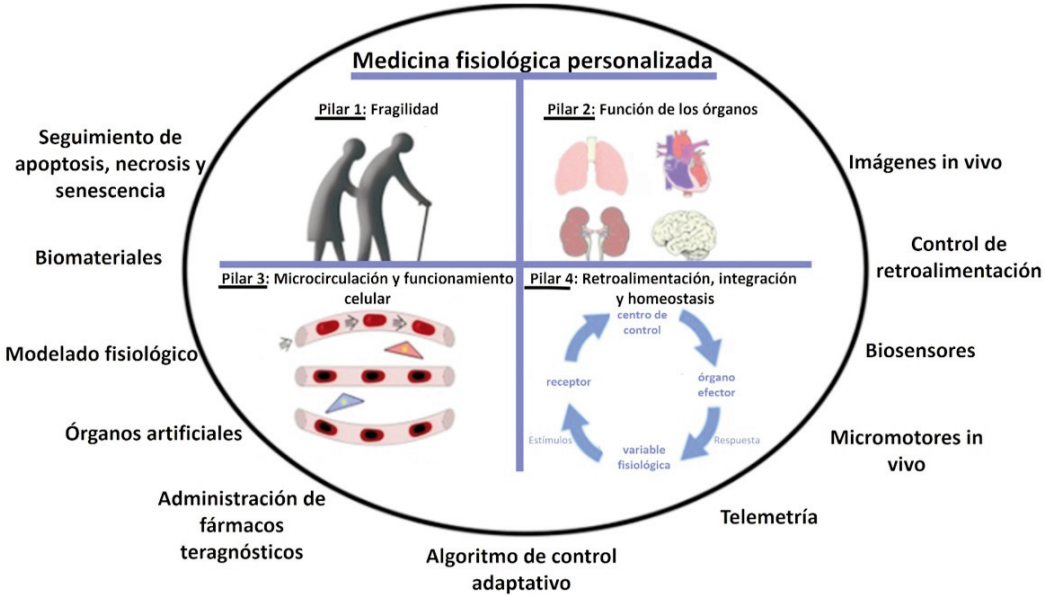 Medicina fisiológica personalizada
Pilar 1: Fragilidad
Pilar 2: Función de los órganos
Pilar 3: Microcirculación y funcionamiento
celular
Pilar 4: Retroalimentación, integración
y homeostasis
centro de
control
órgano
efector
Respuesta
variable
fisiológica
Estímulos
receptor
Seguimiento de
apoptosis, necrosis y
senescencia
Biomateriales
Modelado fisiológico
Órganos artificiales
Administración de
fármacos
teragnósticos
Algoritmo de control
adaptativo
Telemetría
Micromotores in
vivo
Biosensores
Control de
retroalimentación
Imágenes in vivo